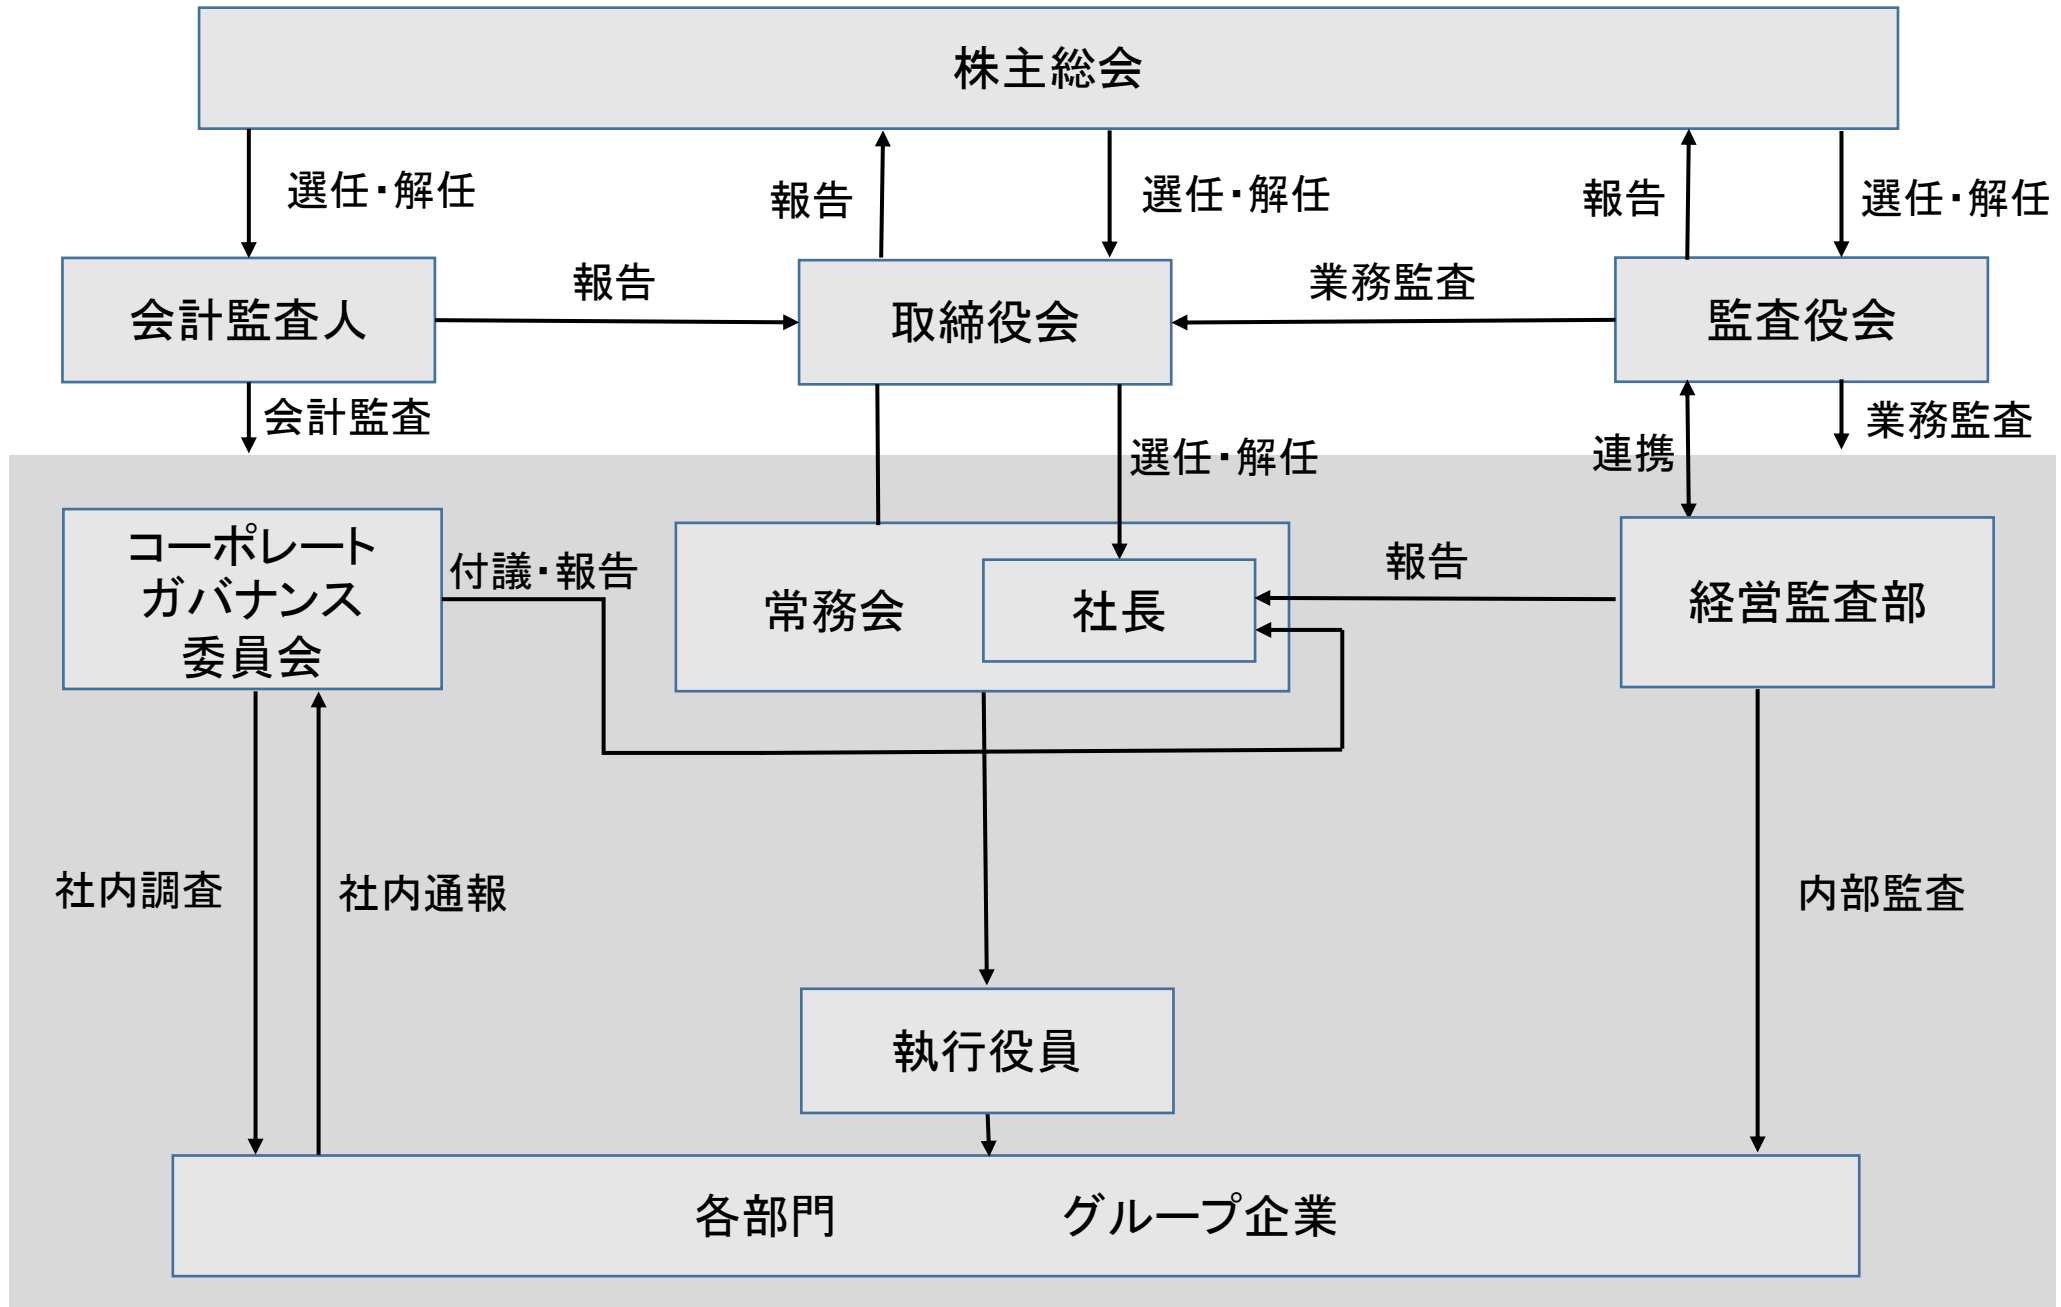 株主総会
選任・解任
報告
選任・解任
報告
選任・解任
会計監査人
報告
取締役会
業務監査
監査役会
会計監査
選任・解任
連携
業務監査
コーポレート
ガバナンス
委員会
付議・報告
常務会
社長
報告
経営監査部
社内調査
社内通報
内部監査
執行役員
各部門 グループ企業